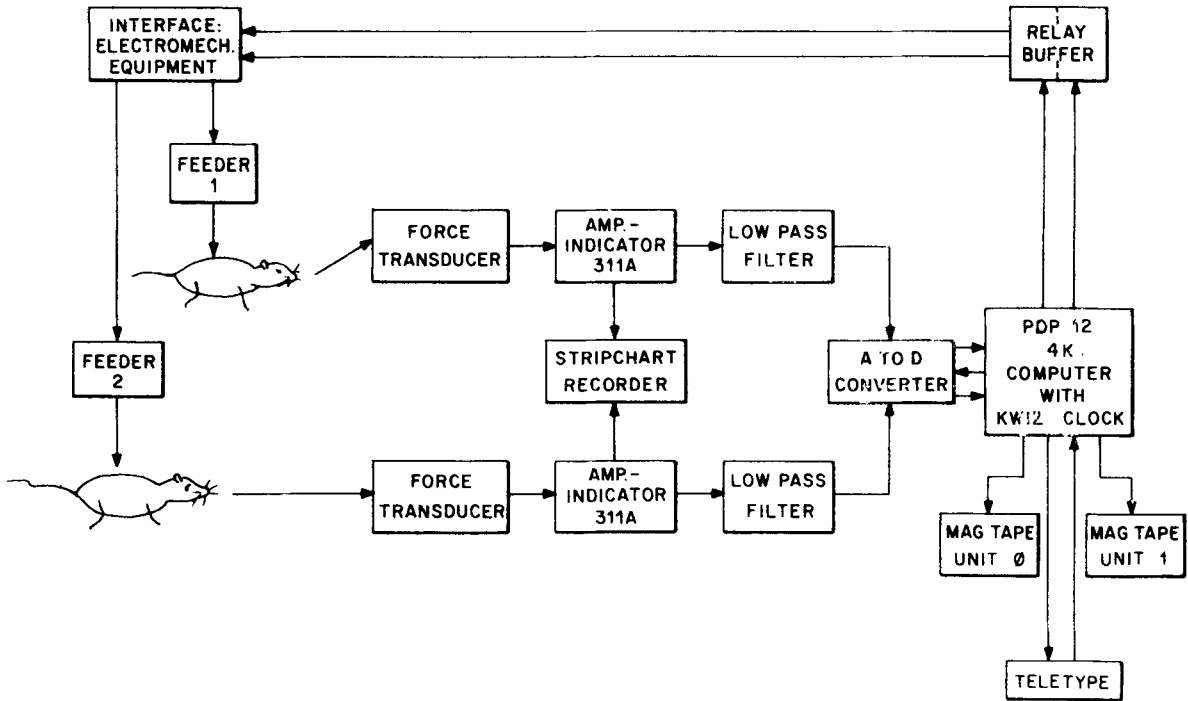 INTERFACE:
ELECTROMECH.
EQUIPMENT
RELAY
BUFFER
FEEDER
1
FORCE
TRANSDUCER
AMP.-
INDICATOR
311A
LOW PASS
FILTER
FEEDER
2
STRIPCHART
RECORDER
A TO D
CONVERTER
PDP 12
4K
COMPUTER
WITH
KW12 CLOCK
FORCE
TRANSDUCER
AMP.-
INDICATOR
311A
LOW PASS
FILTER
MAG TAPE
UNIT Ø
MAG TAPE
UNIT 1
TELETYPE